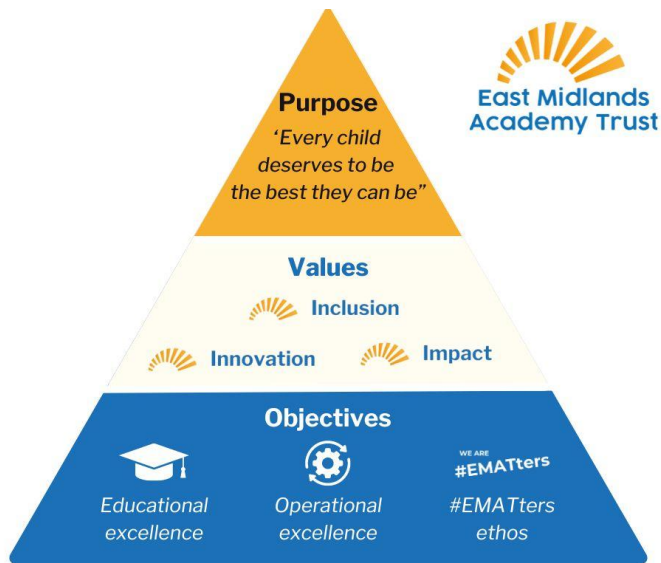 East Midlands
Academy Trust
Purpose
‘Every child
deserves to be
the best they can be”
Values
Inclusion
Innovation
Impact
Objectives
Educational
excellence
Operational
excellence
WE ARE
#EMATters
#EMATters
ethos